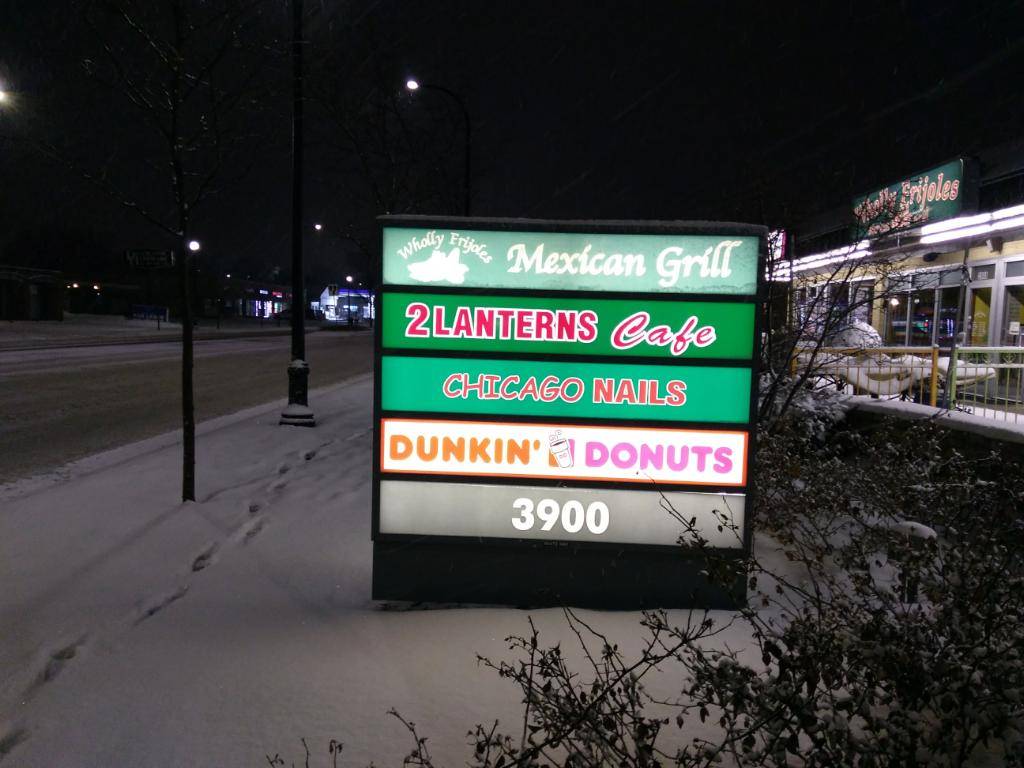 Wholly Frijoles Mexican Grill
2 LANTERNS Cafe
CHICAGO NAILS
DUNKIN' DONUTS
3900
Wholly Frijoles